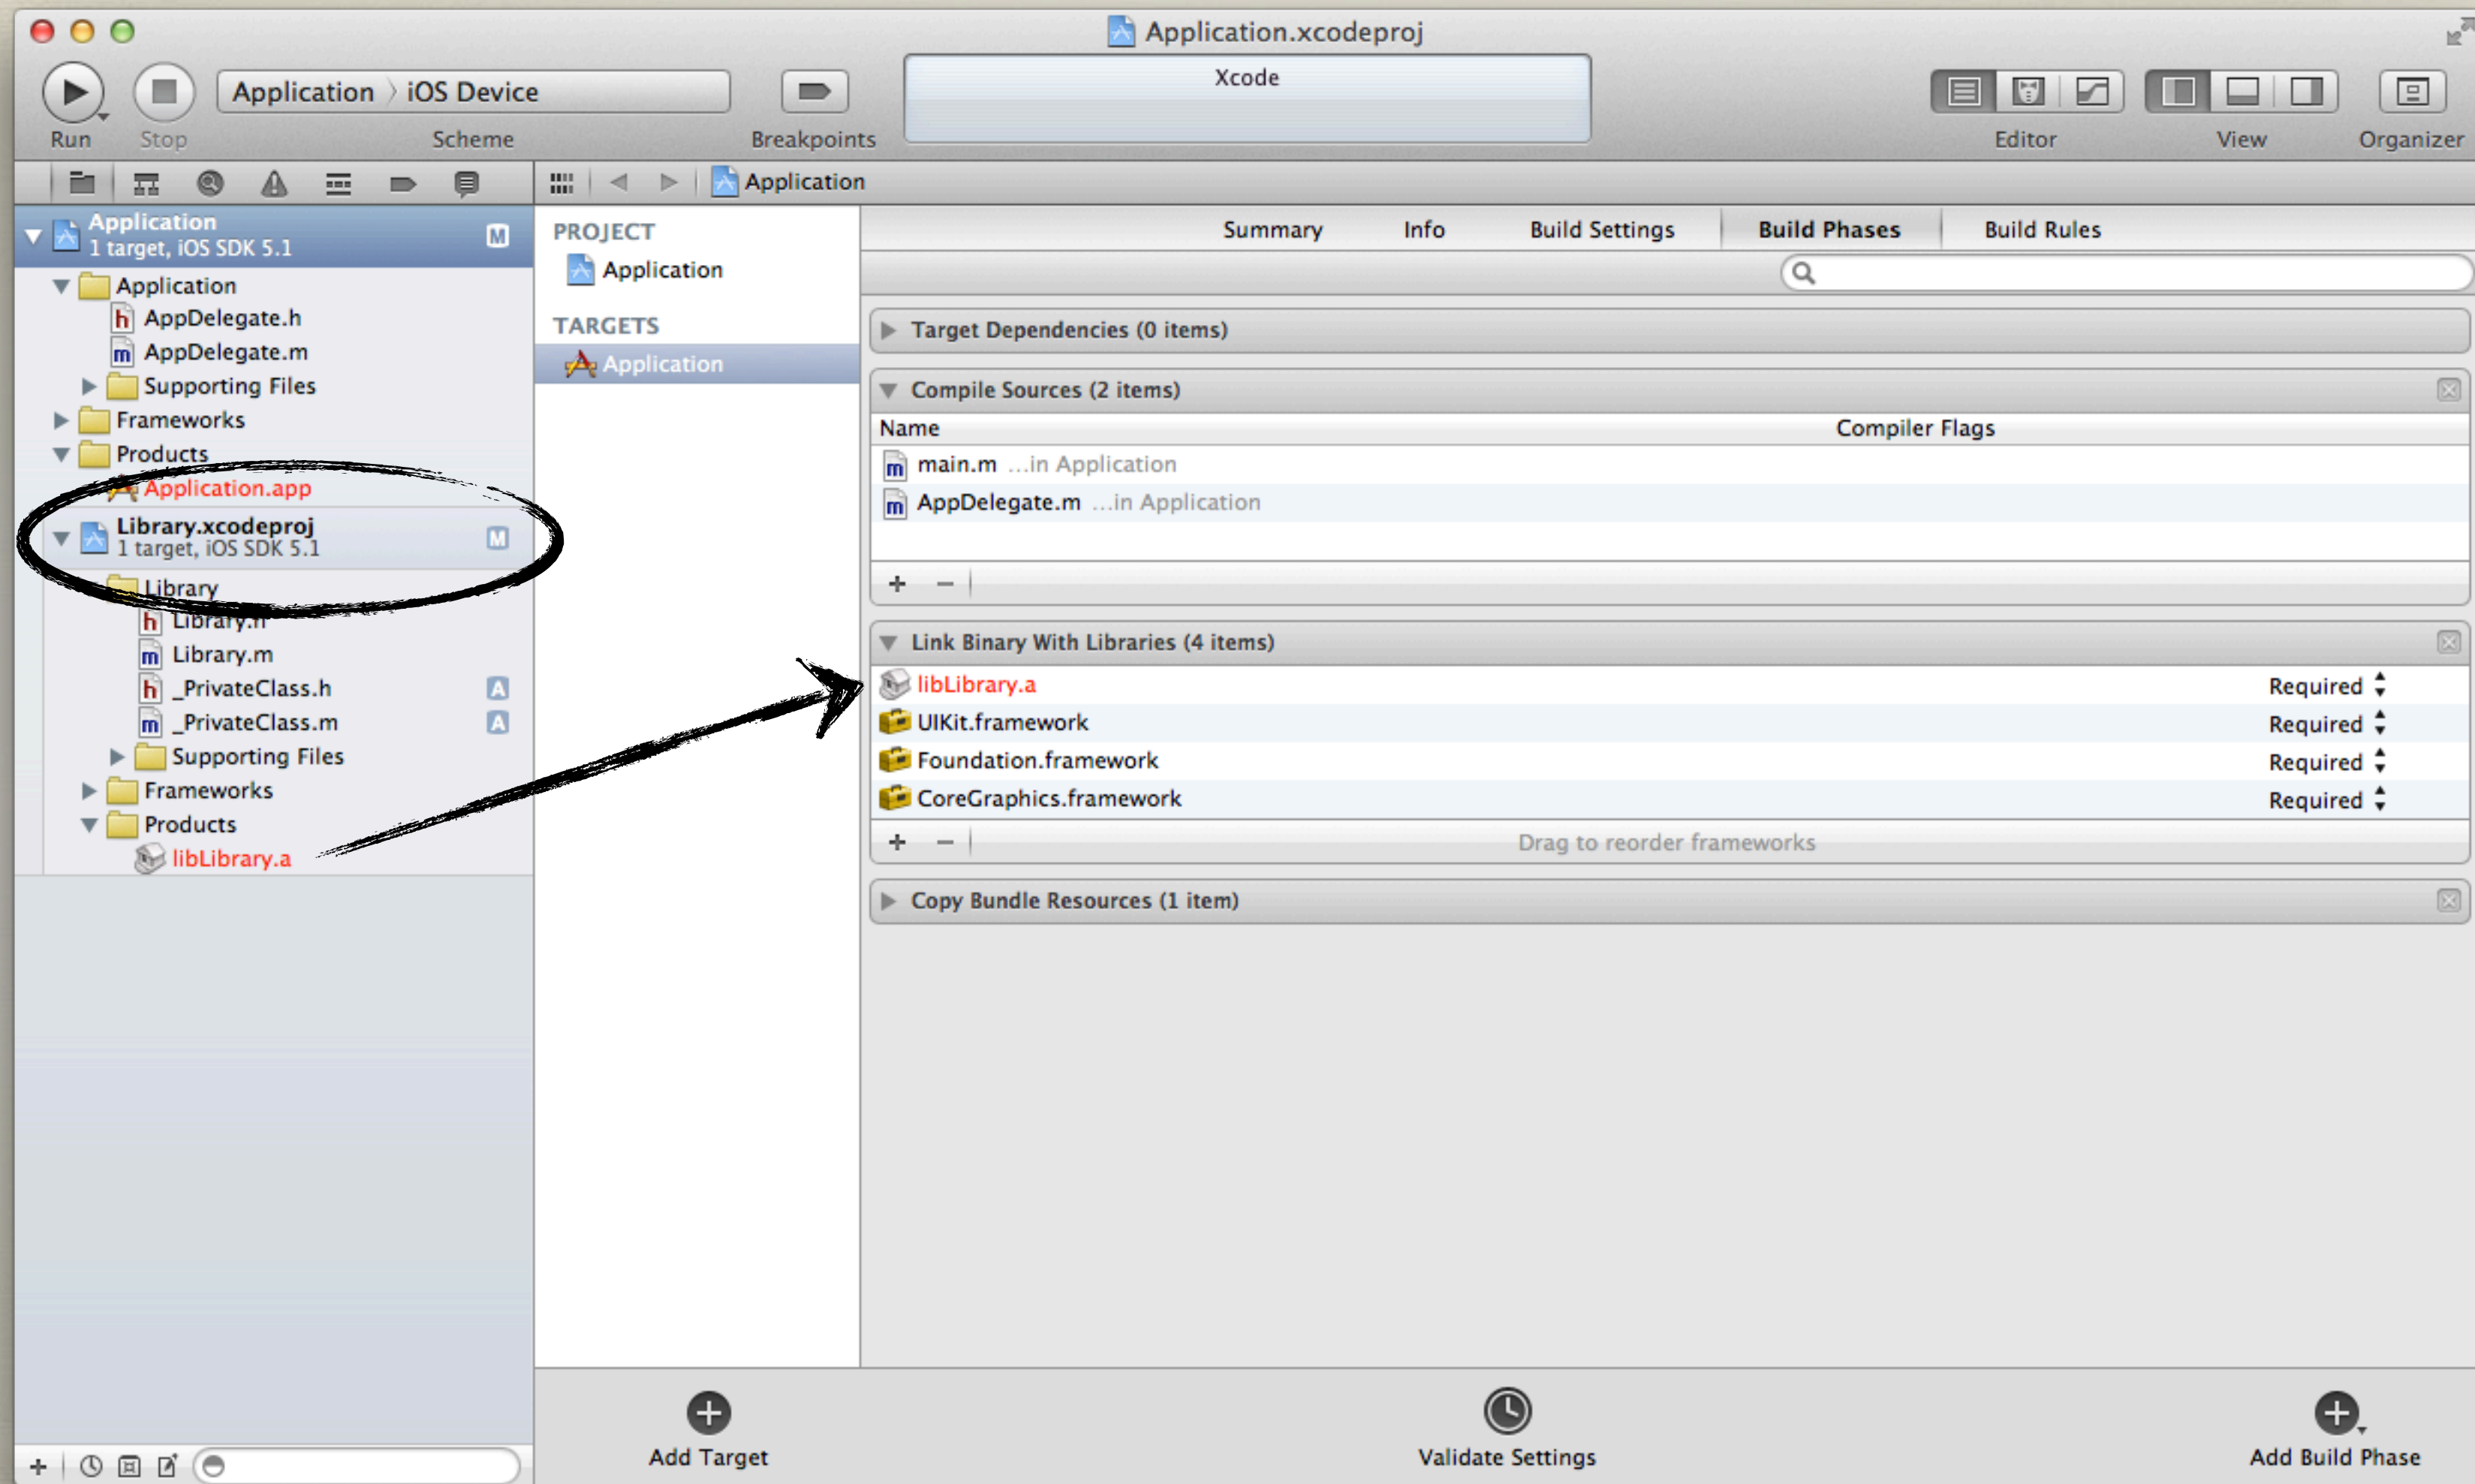 Application.xcodeproj
Application > iOS Device
Xcode
Run Stop Scheme Breakpoints Editor View Organizer
Application
Application
1 target, iOS SDK 5.1
M
Application
AppDelegate.h
AppDelegate.m
Supporting Files
Frameworks
Products
Application.app
Library.xcodeproj
1 target, iOS SDK 5.1
M
Library
Library.h
Library.m
_PrivateClass.h A
_PrivateClass.m A
Supporting Files
Frameworks
Products
libLibrary.a
PROJECT
Application
TARGETS
Application
Summary Info Build Settings Build Phases Build Rules
Target Dependencies (0 items)
Compile Sources (2 items)
Name Compiler Flags
m main.m ...in Application
m AppDelegate.m ...in Application
Link Binary With Libraries (4 items)
libLibrary.a Required
UIKit.framework Required
Foundation.framework Required
CoreGraphics.framework Required
Drag to reorder frameworks
Copy Bundle Resources (1 item)
Add Target Validate Settings Add Build Phase